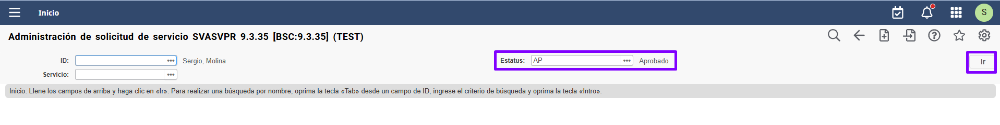 Inicio
S
Administración de solicitud de servicio SVASVPR 9.3.35 [BSC:9.3.35] (TEST)
ID: Sergio, Molina Estatus: AP Aprobado Ir
Servicio:
Inicio: Llene los campos de arriba y haga clic en «Ir». Para realizar una búsqueda por nombre, oprima la tecla «Tab» desde un campo de ID, ingrese el criterio de búsqueda y oprima la tecla «Intro».